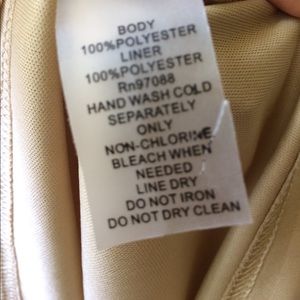 BODY
100%POLYESTER
LINER
100%POLYESTER
Rn97088
HAND WASH COLD
SEPARATELY
ONLY
NON-CHLORINE
BLEACH WHEN
NEEDED
LINE DRY
DO NOT IRON
DO NOT DRY CLEAN